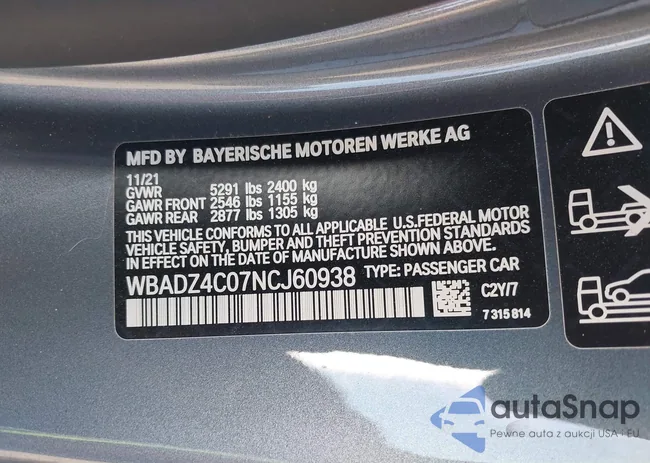 MFD BY BAYERISCHE MOTOREN WERKE AG
11/21
GVWR 5291 lbs 2400 kg
GAWR FRONT 2546 lbs 1155 kg
GAWR REAR 2877 lbs 1305 kg
THIS VEHICLE CONFORMS TO ALL APPLICABLE U.S.FEDERAL MOTOR
VEHICLE SAFETY, BUMPER AND THEFT PREVENTION STANDARDS
IN EFFECT ON THE DATE OF MANUFACTURE SHOWN ABOVE.
WBADZ4C07NCJ60938 TYPE: PASSENGER CAR
C2Y/7
7 315 814
autaSnap
Pewne auta z aukcji USA i EU